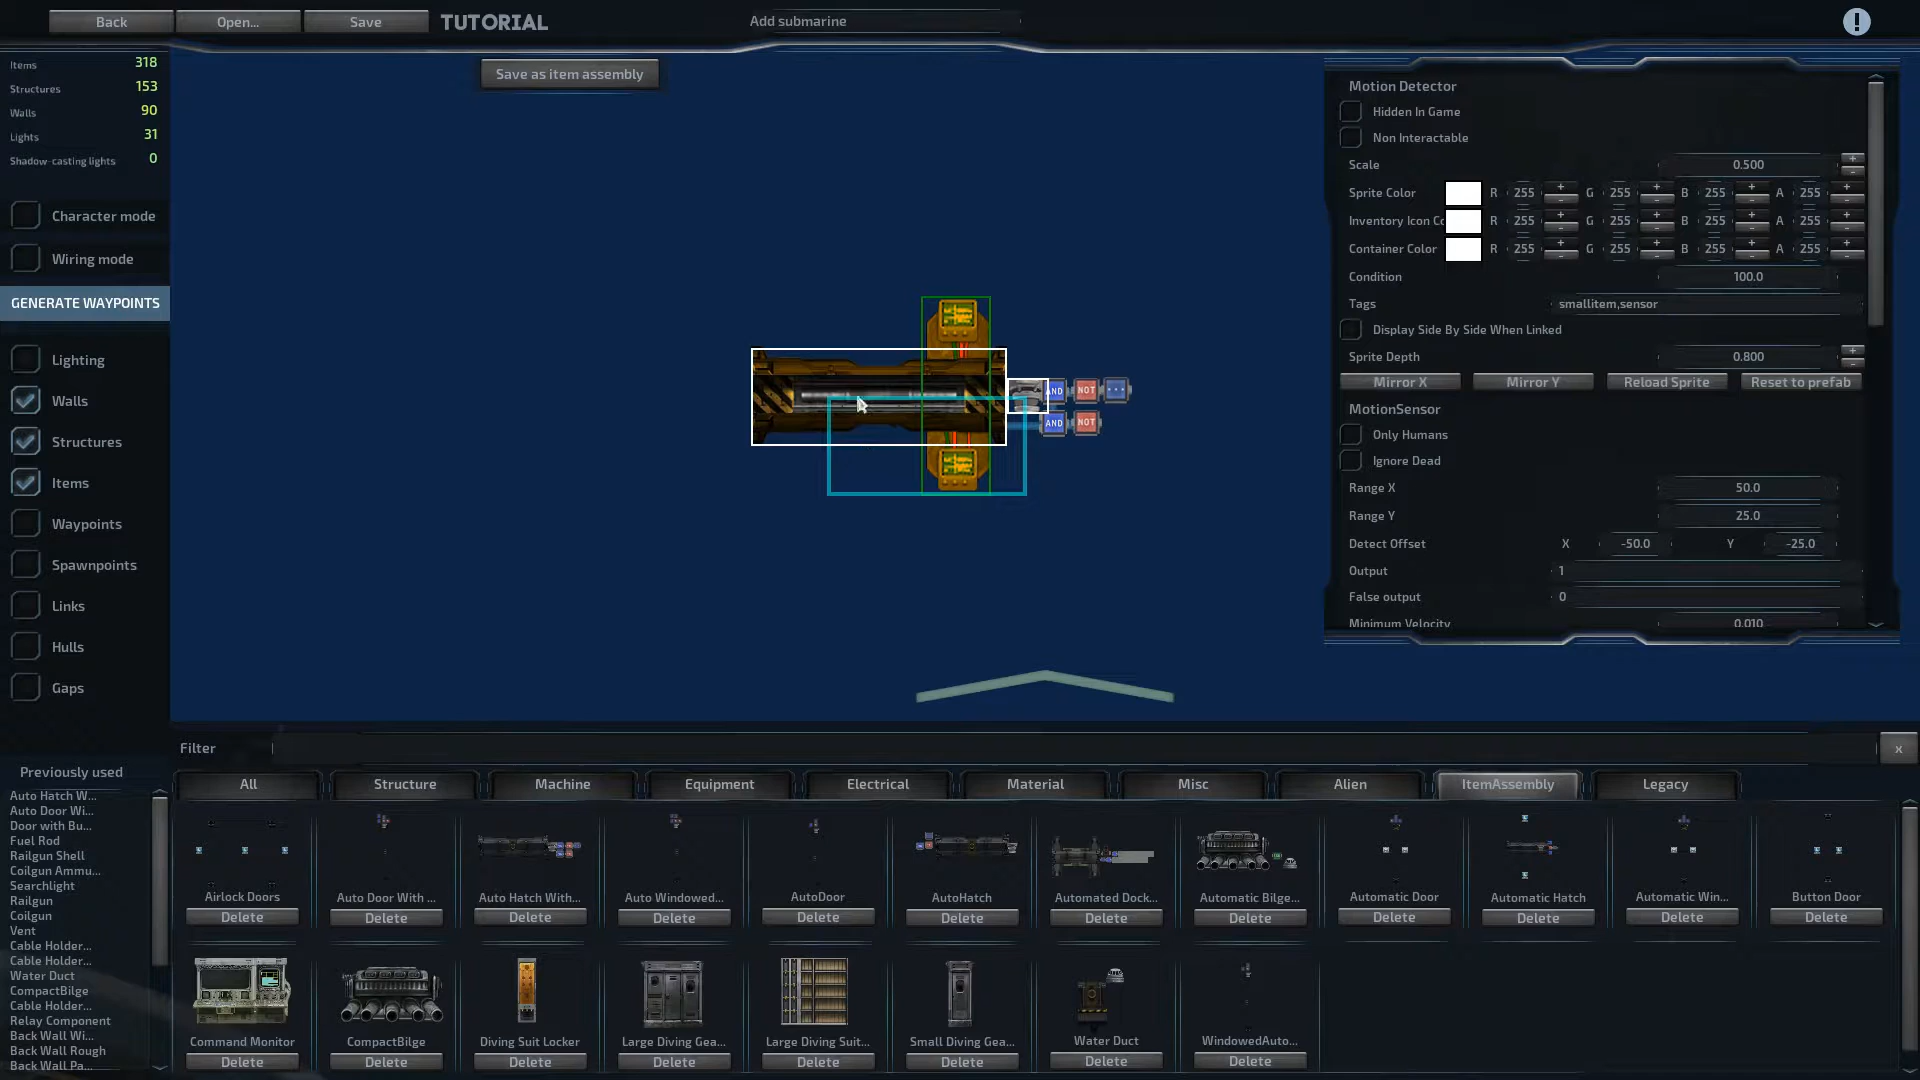 Back
Open...
Save
TUTORIAL
Add submarine
Items 318
Structures 153
Walls 90
Lights 31
Shadow-casting lights 0
Save as item assembly
Character mode
Wiring mode
GENERATE WAYPOINTS
Lighting
Walls
Structures
Items
Waypoints
Spawnpoints
Links
Hulls
Gaps
AND
NOT
AND
NOT
Motion Detector
Hidden In Game
Non Interactable
Scale 0.500 + -
Sprite Color R 255 + - G 255 + - B 255 + - A 255 + -
Inventory Icon Cc R 255 + - G 255 + - B 255 + - A 255 + -
Container Color R 255 + - G 255 + - B 255 + - A 255 + -
Condition 100.0
Tags smallitem,sensor
Display Side By Side When Linked
Sprite Depth 0.800 + -
Mirror X Mirror Y Reload Sprite Reset to prefab
MotionSensor
Only Humans
Ignore Dead
Range X 50.0
Range Y 25.0
Detect Offset X -50.0 Y -25.0
Output 1
False output 0
Minimum Velocity 0.010
Filter
x
All Structure Machine Equipment Electrical Material Misc Alien ItemAssembly Legacy
Previously used
Auto Hatch W...
Auto Door Wi...
Door with Bu...
Fuel Rod
Railgun Shell
Coilgun Ammu...
Searchlight
Railgun
Coilgun
Vent
Cable Holder...
Cable Holder...
Water Duct
CompactBilge
Cable Holder...
Relay Component
Back Wall Wi...
Back Wall Rough
Back Wall Pa...
Airlock Doors Auto Door With ... Auto Hatch With... Auto Windowed... AutoDoor AutoHatch Automated Dock... Automatic Bilge... Automatic Door Automatic Hatch Automatic Win... Button Door
Delete Delete Delete Delete Delete Delete Delete Delete Delete Delete Delete Delete
Command Monitor CompactBilge Diving Suit Locker Large Diving Gea... Large Diving Suit... Small Diving Gea... Water Duct WindowedAuto...
Delete Delete Delete Delete Delete Delete Delete Delete